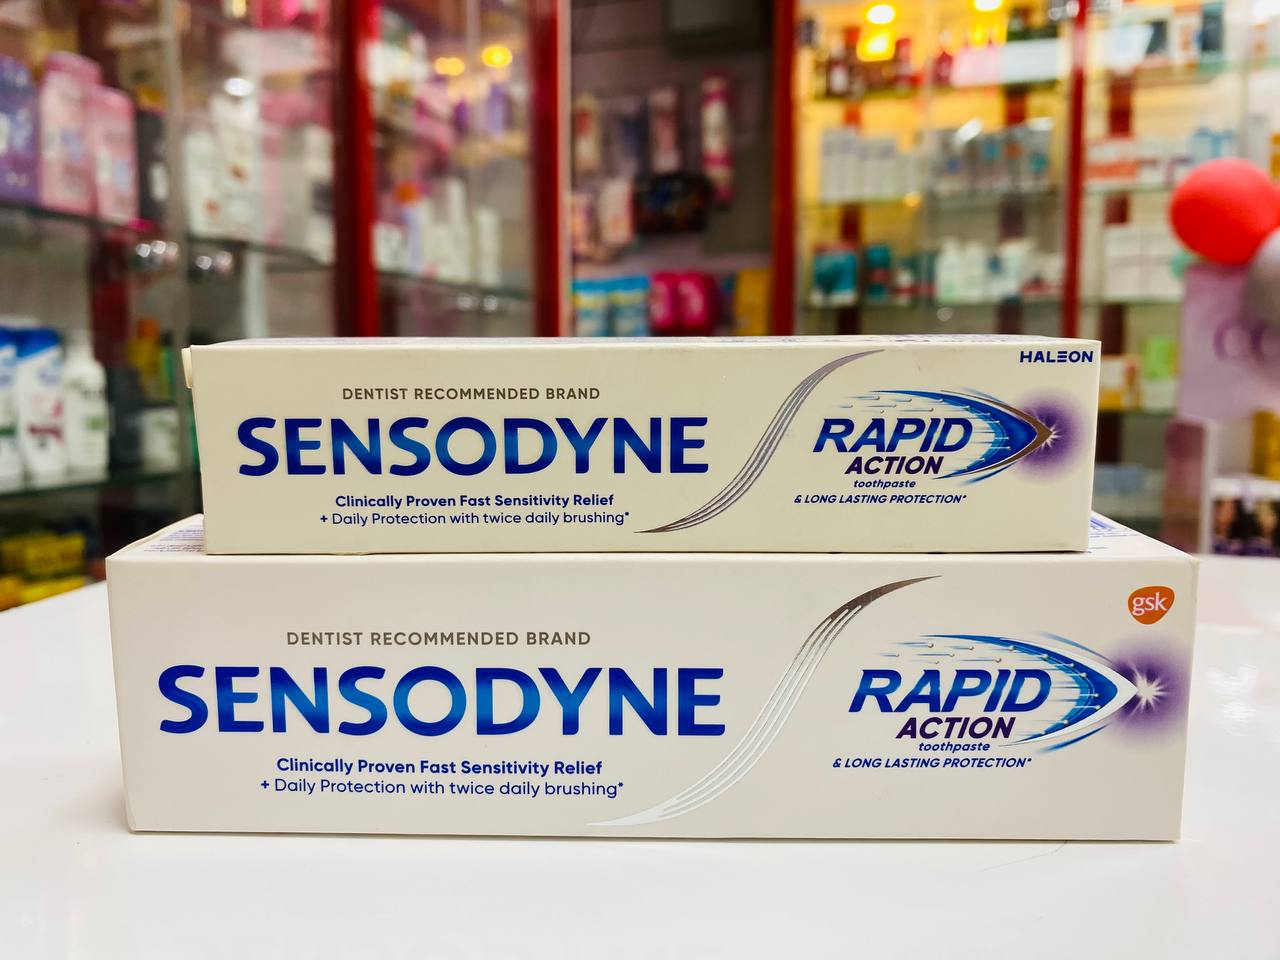 HALEON
DENTIST RECOMMENDED BRAND
SENSODYNE
Clinically Proven Fast Sensitivity Relief
+ Daily Protection with twice daily brushing*
RAPID
ACTION
toothpaste
& LONG LASTING PROTECTION*
gsk
DENTIST RECOMMENDED BRAND
SENSODYNE
Clinically Proven Fast Sensitivity Relief
+ Daily Protection with twice daily brushing*
RAPID
ACTION
toothpaste
& LONG LASTING PROTECTION*